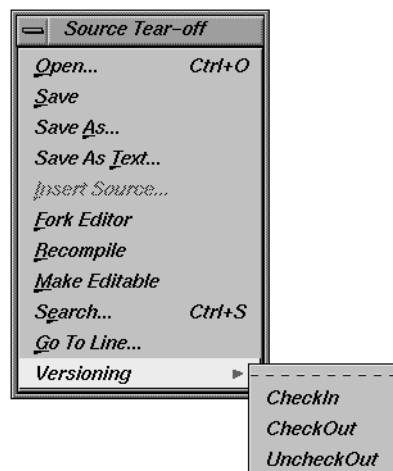 Source Tear-off
Open... Ctrl+O
Save
Save As...
Save As Text...
Insert Source...
Fork Editor
Recompile
Make Editable
Search... Ctrl+S
Go To Line...
Versioning
CheckIn
CheckOut
UncheckOut